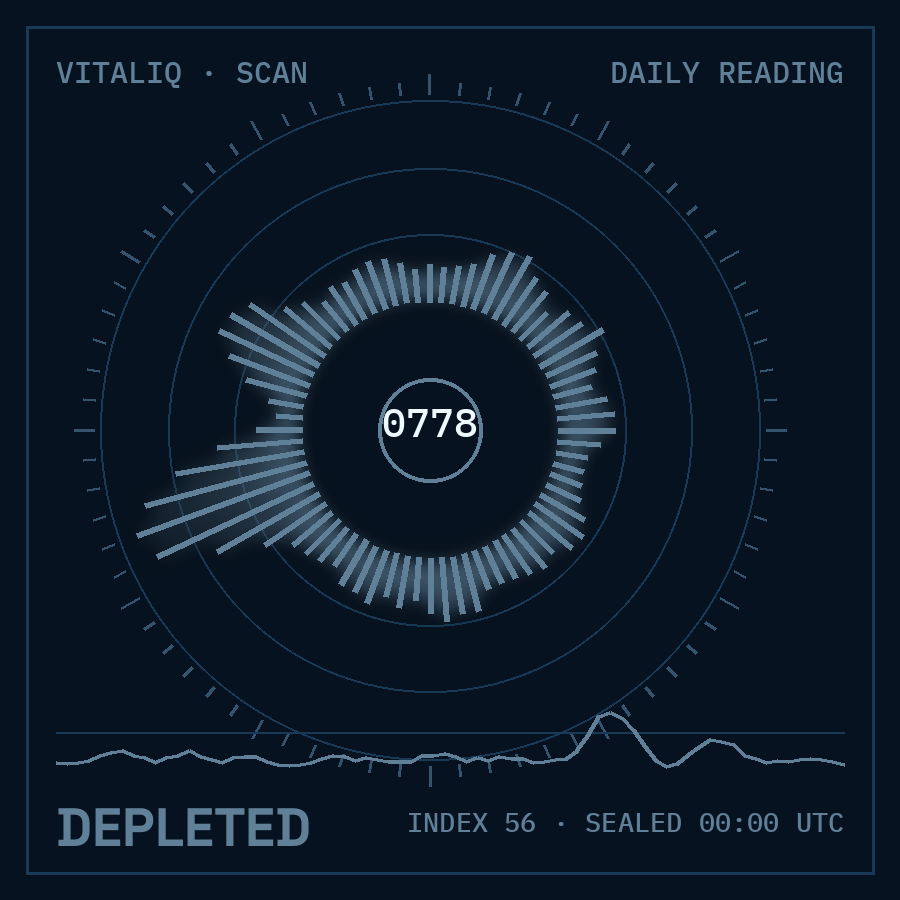 VITALIQ · SCAN
DAILY READING
0778
DEPLETED
INDEX 56 · SEALED 00:00 UTC